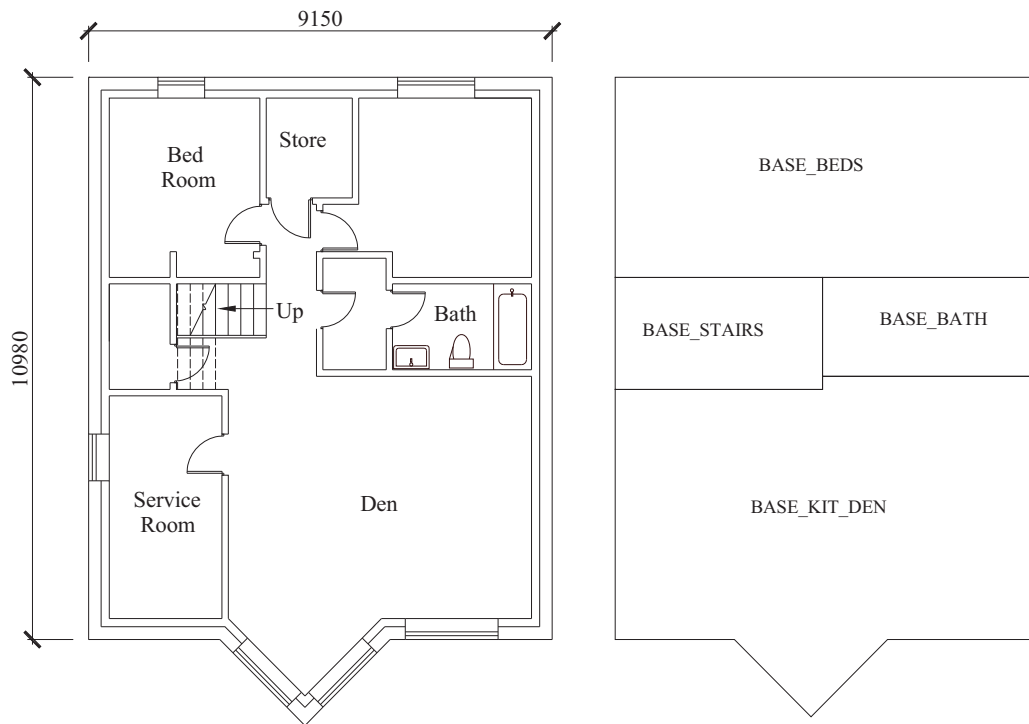 9150
10980
Bed
Room
Store
Up
Bath
Service
Room
Den
BASE_BEDS
BASE_STAIRS
BASE_BATH
BASE_KIT_DEN